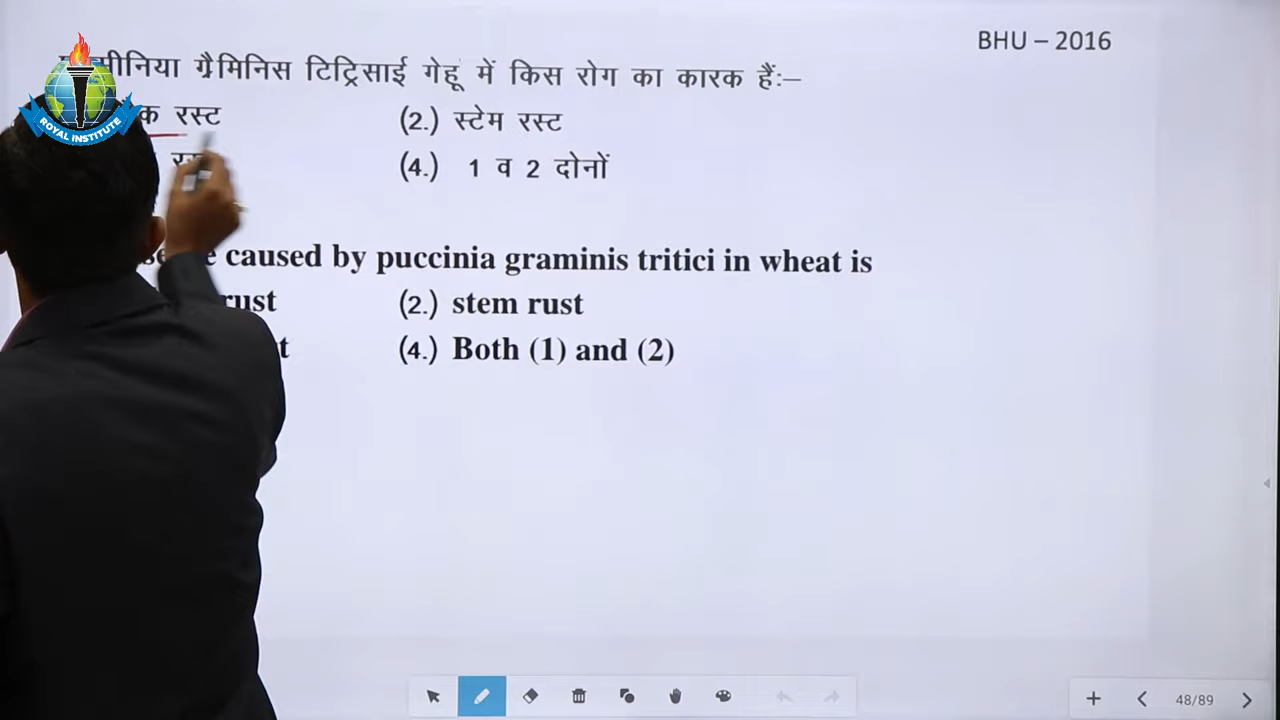 BHU – 2016
ग्रैमिनिस टिट्रिसाई गेहू में किस रोग का कारक हैं:–
रस्ट (2.) स्टेम रस्ट
(4.) 1 व 2 दोनों
caused by puccinia graminis tritici in wheat is
rust (2.) stem rust
(4.) Both (1) and (2)
ROYAL INSTITUTE
48/89